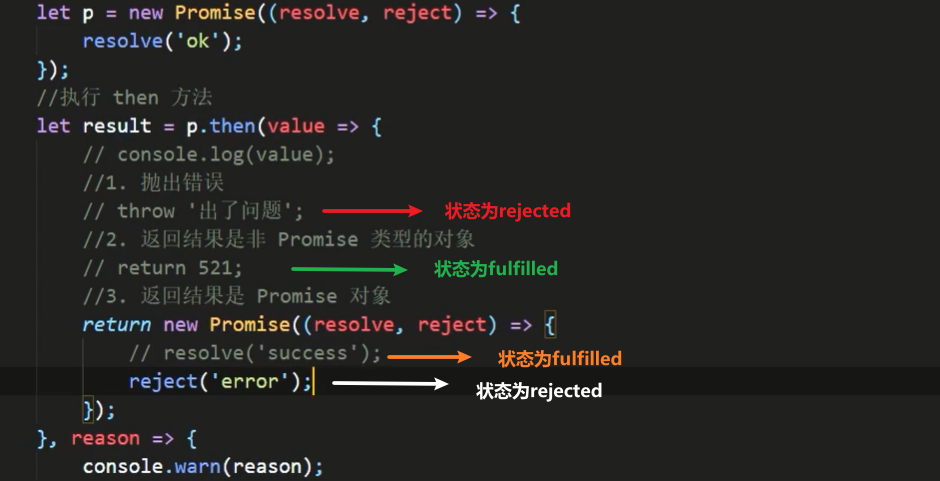 let p = new Promise((resolve, reject) => {
resolve('ok');
});
//执行 then 方法
let result = p.then(value => {
// console.log(value);
//1. 抛出错误
// throw '出了问题'; 状态为rejected
//2. 返回结果是非 Promise 类型的对象
// return 521; 状态为fulfilled
//3. 返回结果是 Promise 对象
return new Promise((resolve, reject) => {
// resolve('success'); 状态为fulfilled
reject('error'); 状态为rejected
});
}, reason => {
console.warn(reason);